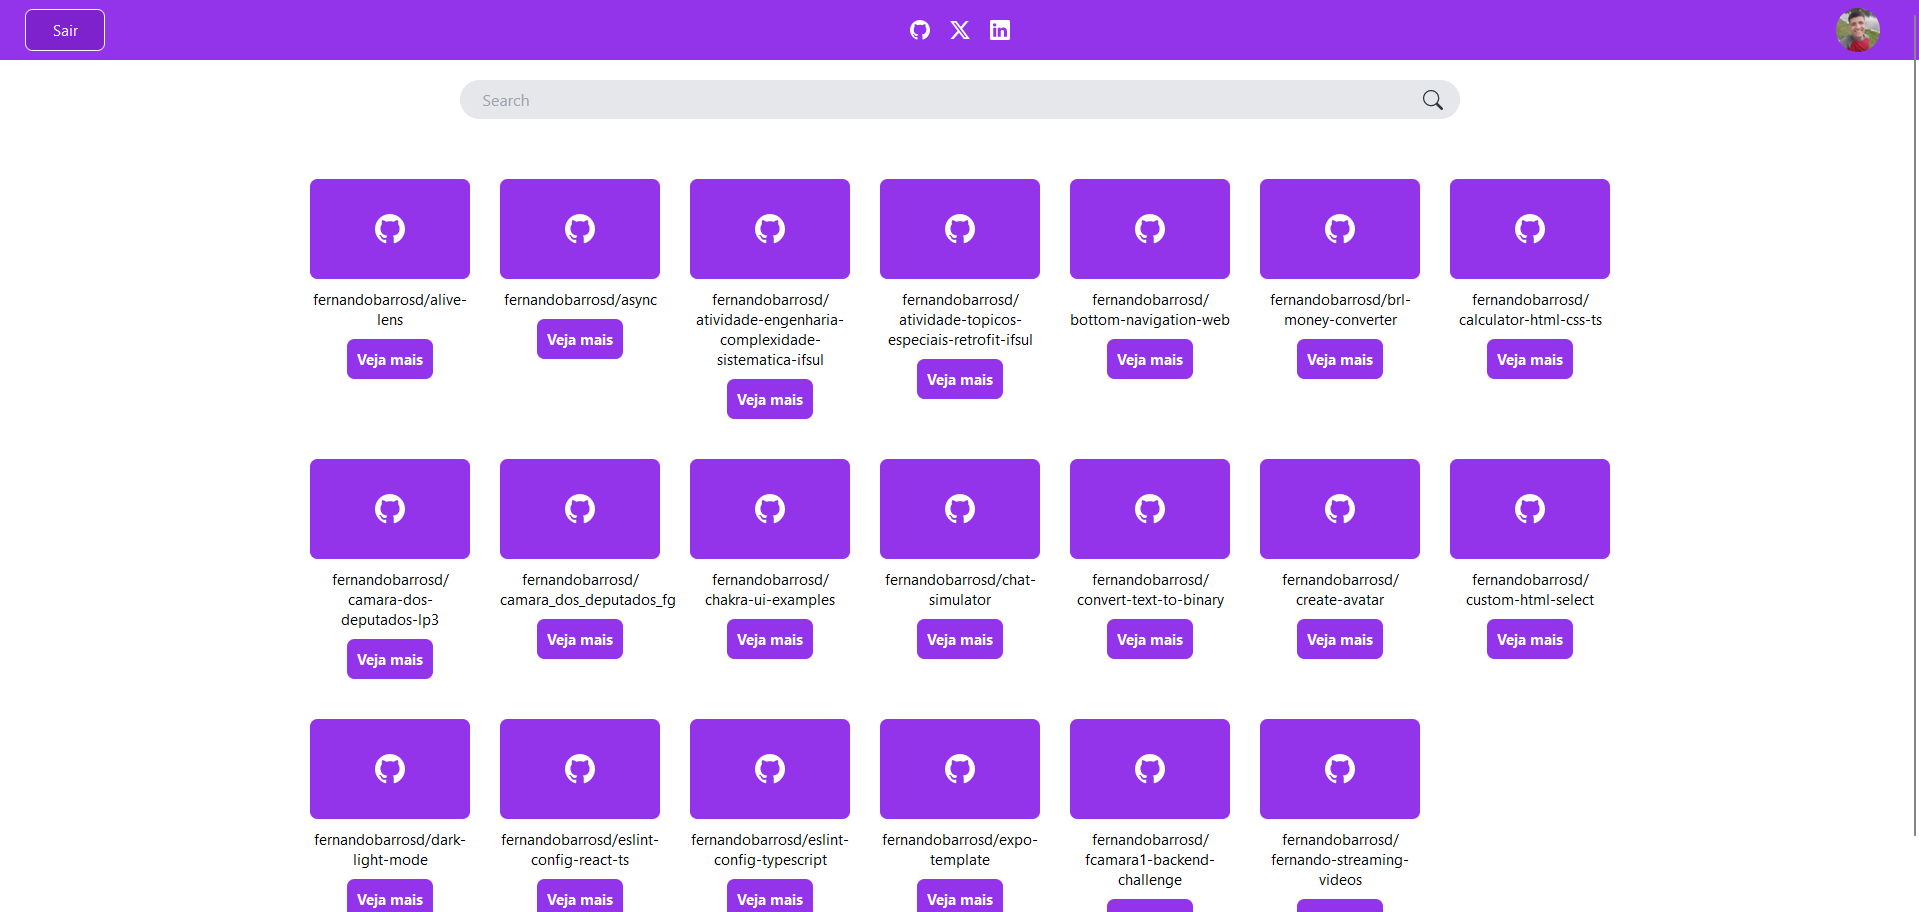 Sair
Search
fernandobarrosd/alive-
lens
Veja mais
fernandobarrosd/async
Veja mais
fernandobarrosd/
atividade-engenharia-
complexidade-
sistematica-ifsul
Veja mais
fernandobarrosd/
atividade-topicos-
especiais-retrofit-ifsul
Veja mais
fernandobarrosd/
bottom-navigation-web
Veja mais
fernandobarrosd/brl-
money-converter
Veja mais
fernandobarrosd/
calculator-html-css-ts
Veja mais
fernandobarrosd/
camara-dos-
deputados-lp3
Veja mais
fernandobarrosd/
camara_dos_deputados_fg
Veja mais
fernandobarrosd/
chakra-ui-examples
Veja mais
fernandobarrosd/chat-
simulator
Veja mais
fernandobarrosd/
convert-text-to-binary
Veja mais
fernandobarrosd/
create-avatar
Veja mais
fernandobarrosd/
custom-html-select
Veja mais
fernandobarrosd/dark-
light-mode
Veja mais
fernandobarrosd/eslint-
config-react-ts
Veja mais
fernandobarrosd/eslint-
config-typescript
Veja mais
fernandobarrosd/expo-
template
Veja mais
fernandobarrosd/
fcamara1-backend-
challenge
fernandobarrosd/
fernando-streaming-
videos